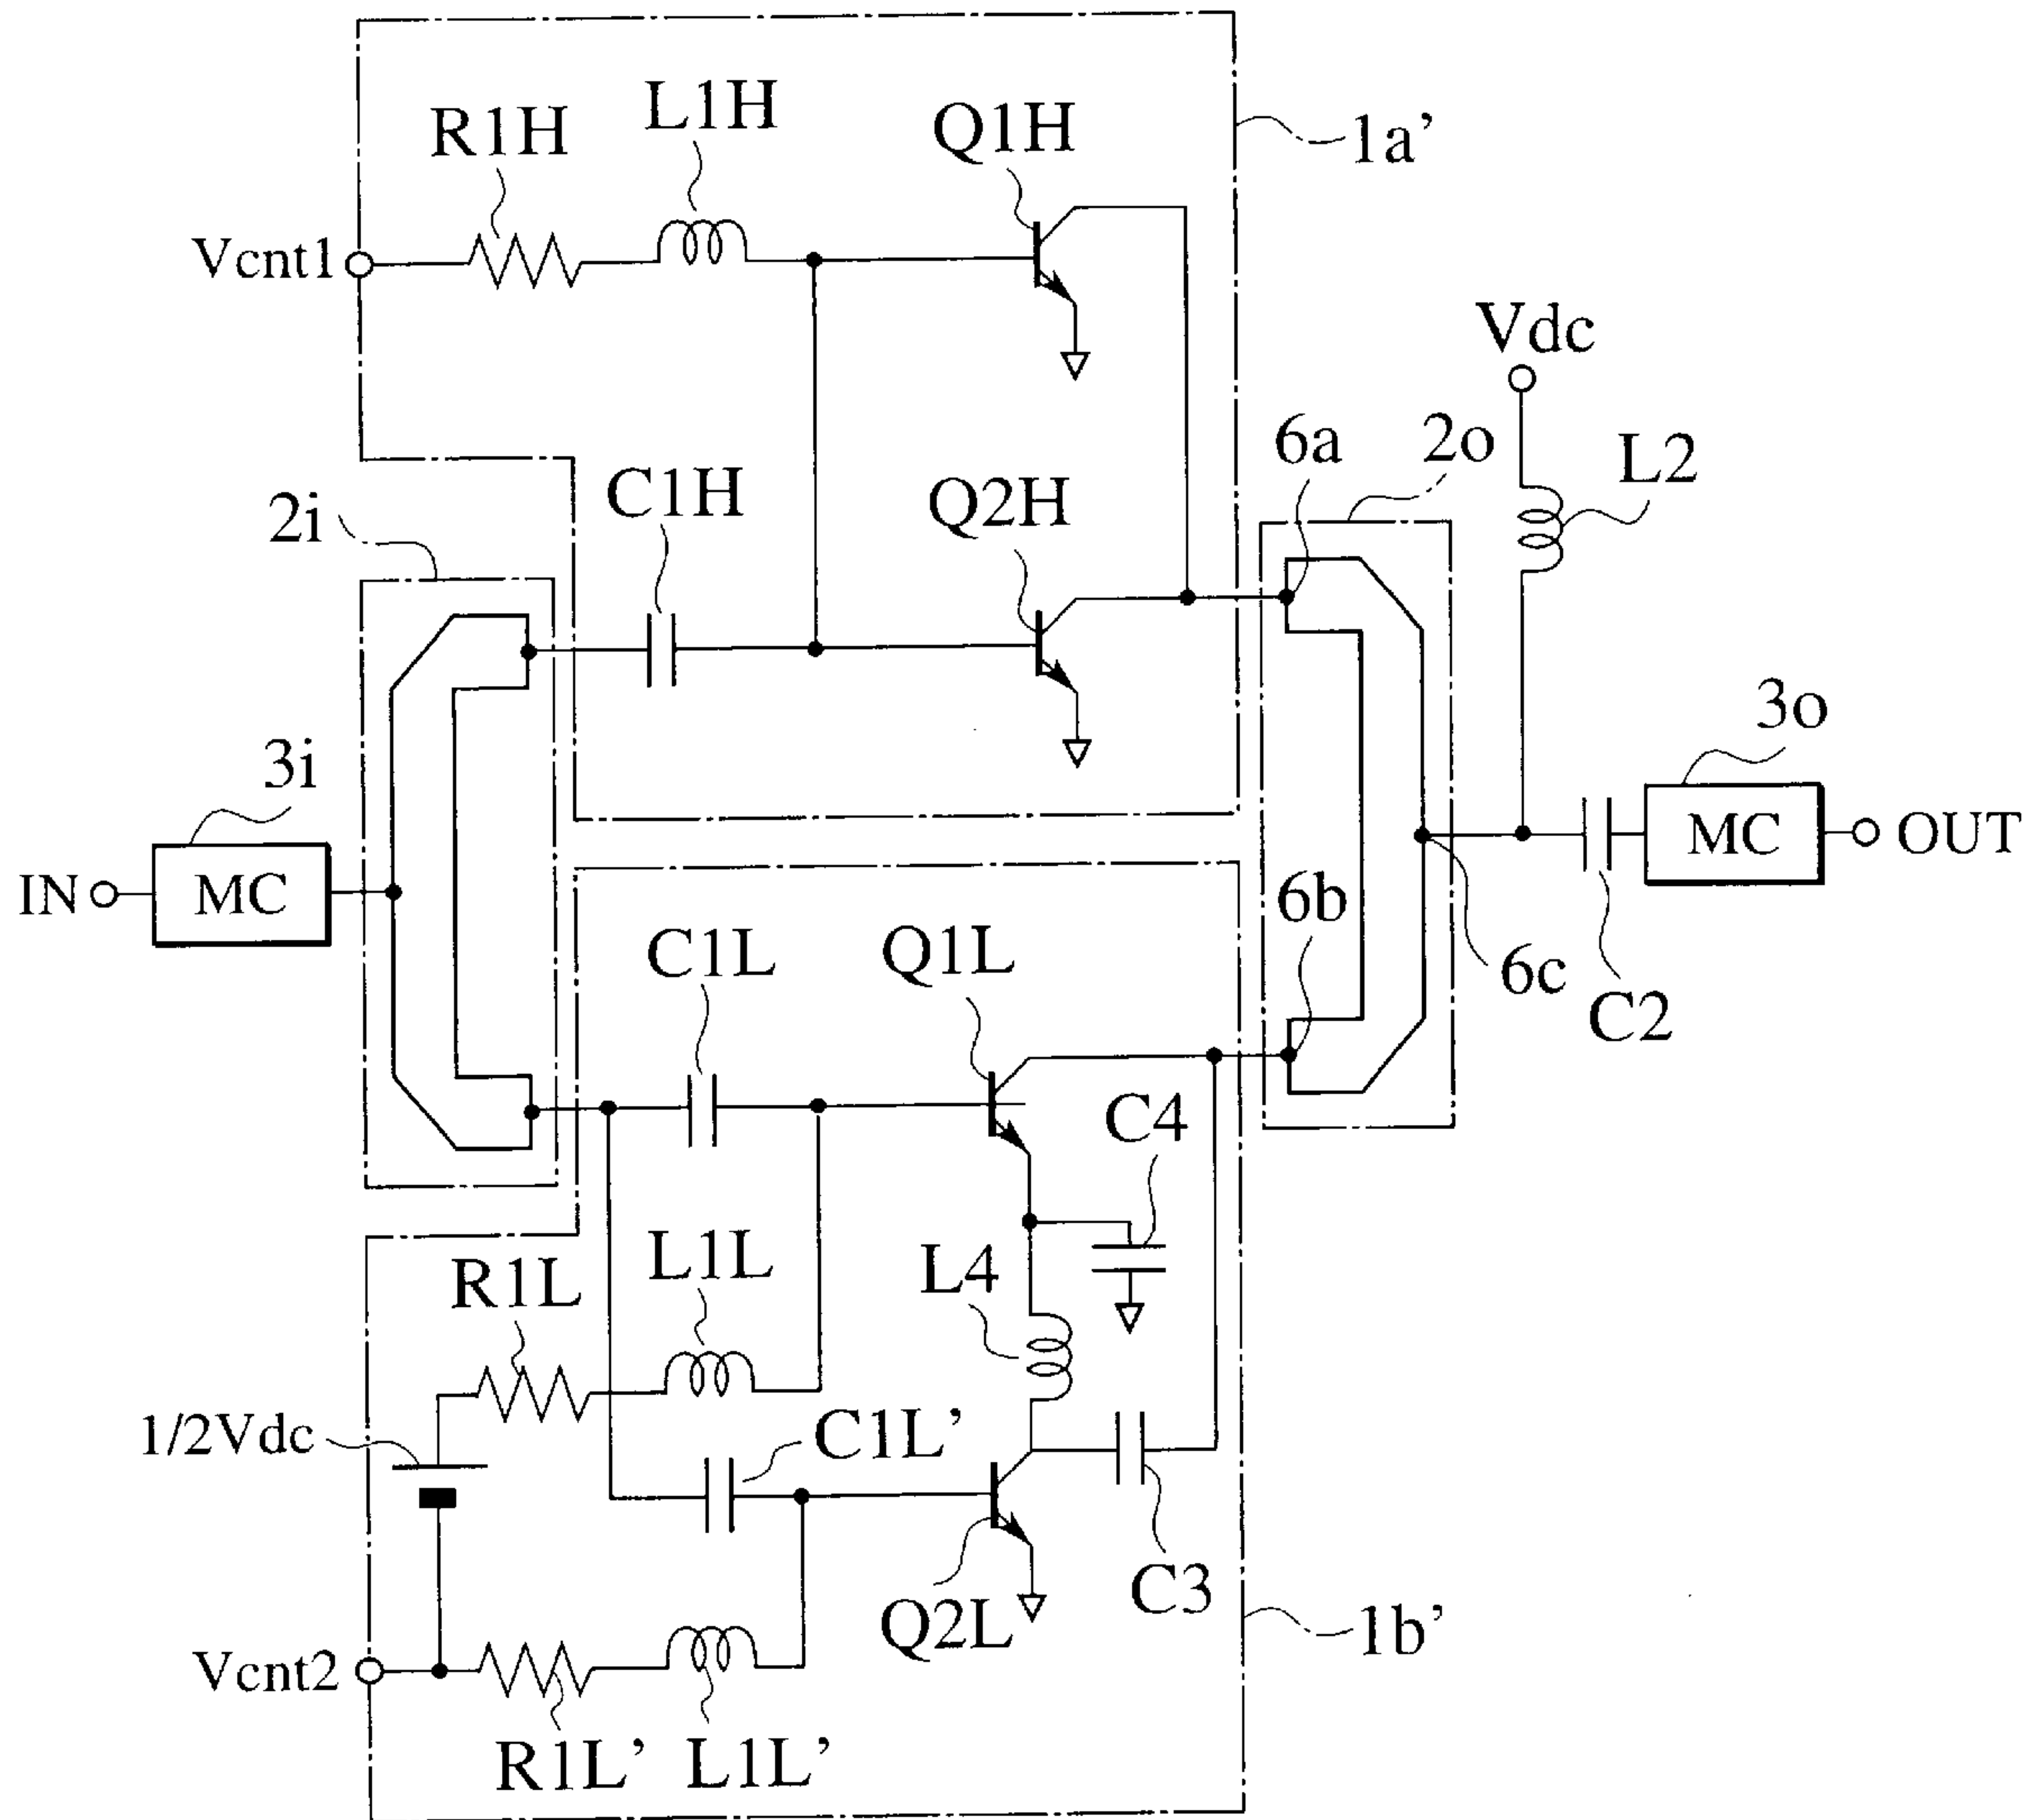 L1H
R1H
Q1H
1a’
Vcnt1
Vdc
6a
2o
L2
C1H
Q2H
2i
3i
3o
MC
OUT
IN
MC
6b
C1L
Q1L
6c
C2
C4
L1L
L4
R1L
1/2Vdc
C1L’
C3
Q2L
1b’
Vcnt2
R1L’
L1L’